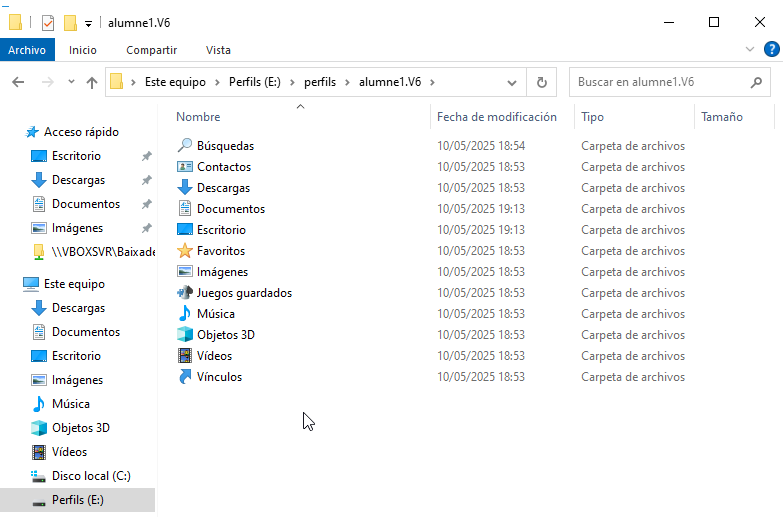 alumne1.V6
Archivo Inicio Compartir Vista
Este equipo Perfils (E:) perfils alumne1.V6 Buscar en alumne1.V6
Nombre Fecha de modificación Tipo Tamaño
Acceso rápido
Escritorio
Descargas
Documentos
Imágenes
\\VBOXSVR\Baixade
Este equipo
Descargas
Documentos
Escritorio
Imágenes
Música
Objetos 3D
Vídeos
Disco local (C:)
Perfils (E:)
Búsquedas 10/05/2025 18:54 Carpeta de archivos
Contactos 10/05/2025 18:53 Carpeta de archivos
Descargas 10/05/2025 18:53 Carpeta de archivos
Documentos 10/05/2025 19:13 Carpeta de archivos
Escritorio 10/05/2025 19:13 Carpeta de archivos
Favoritos 10/05/2025 18:53 Carpeta de archivos
Imágenes 10/05/2025 18:53 Carpeta de archivos
Juegos guardados 10/05/2025 18:53 Carpeta de archivos
Música 10/05/2025 18:53 Carpeta de archivos
Objetos 3D 10/05/2025 18:53 Carpeta de archivos
Vídeos 10/05/2025 18:53 Carpeta de archivos
Vínculos 10/05/2025 18:53 Carpeta de archivos